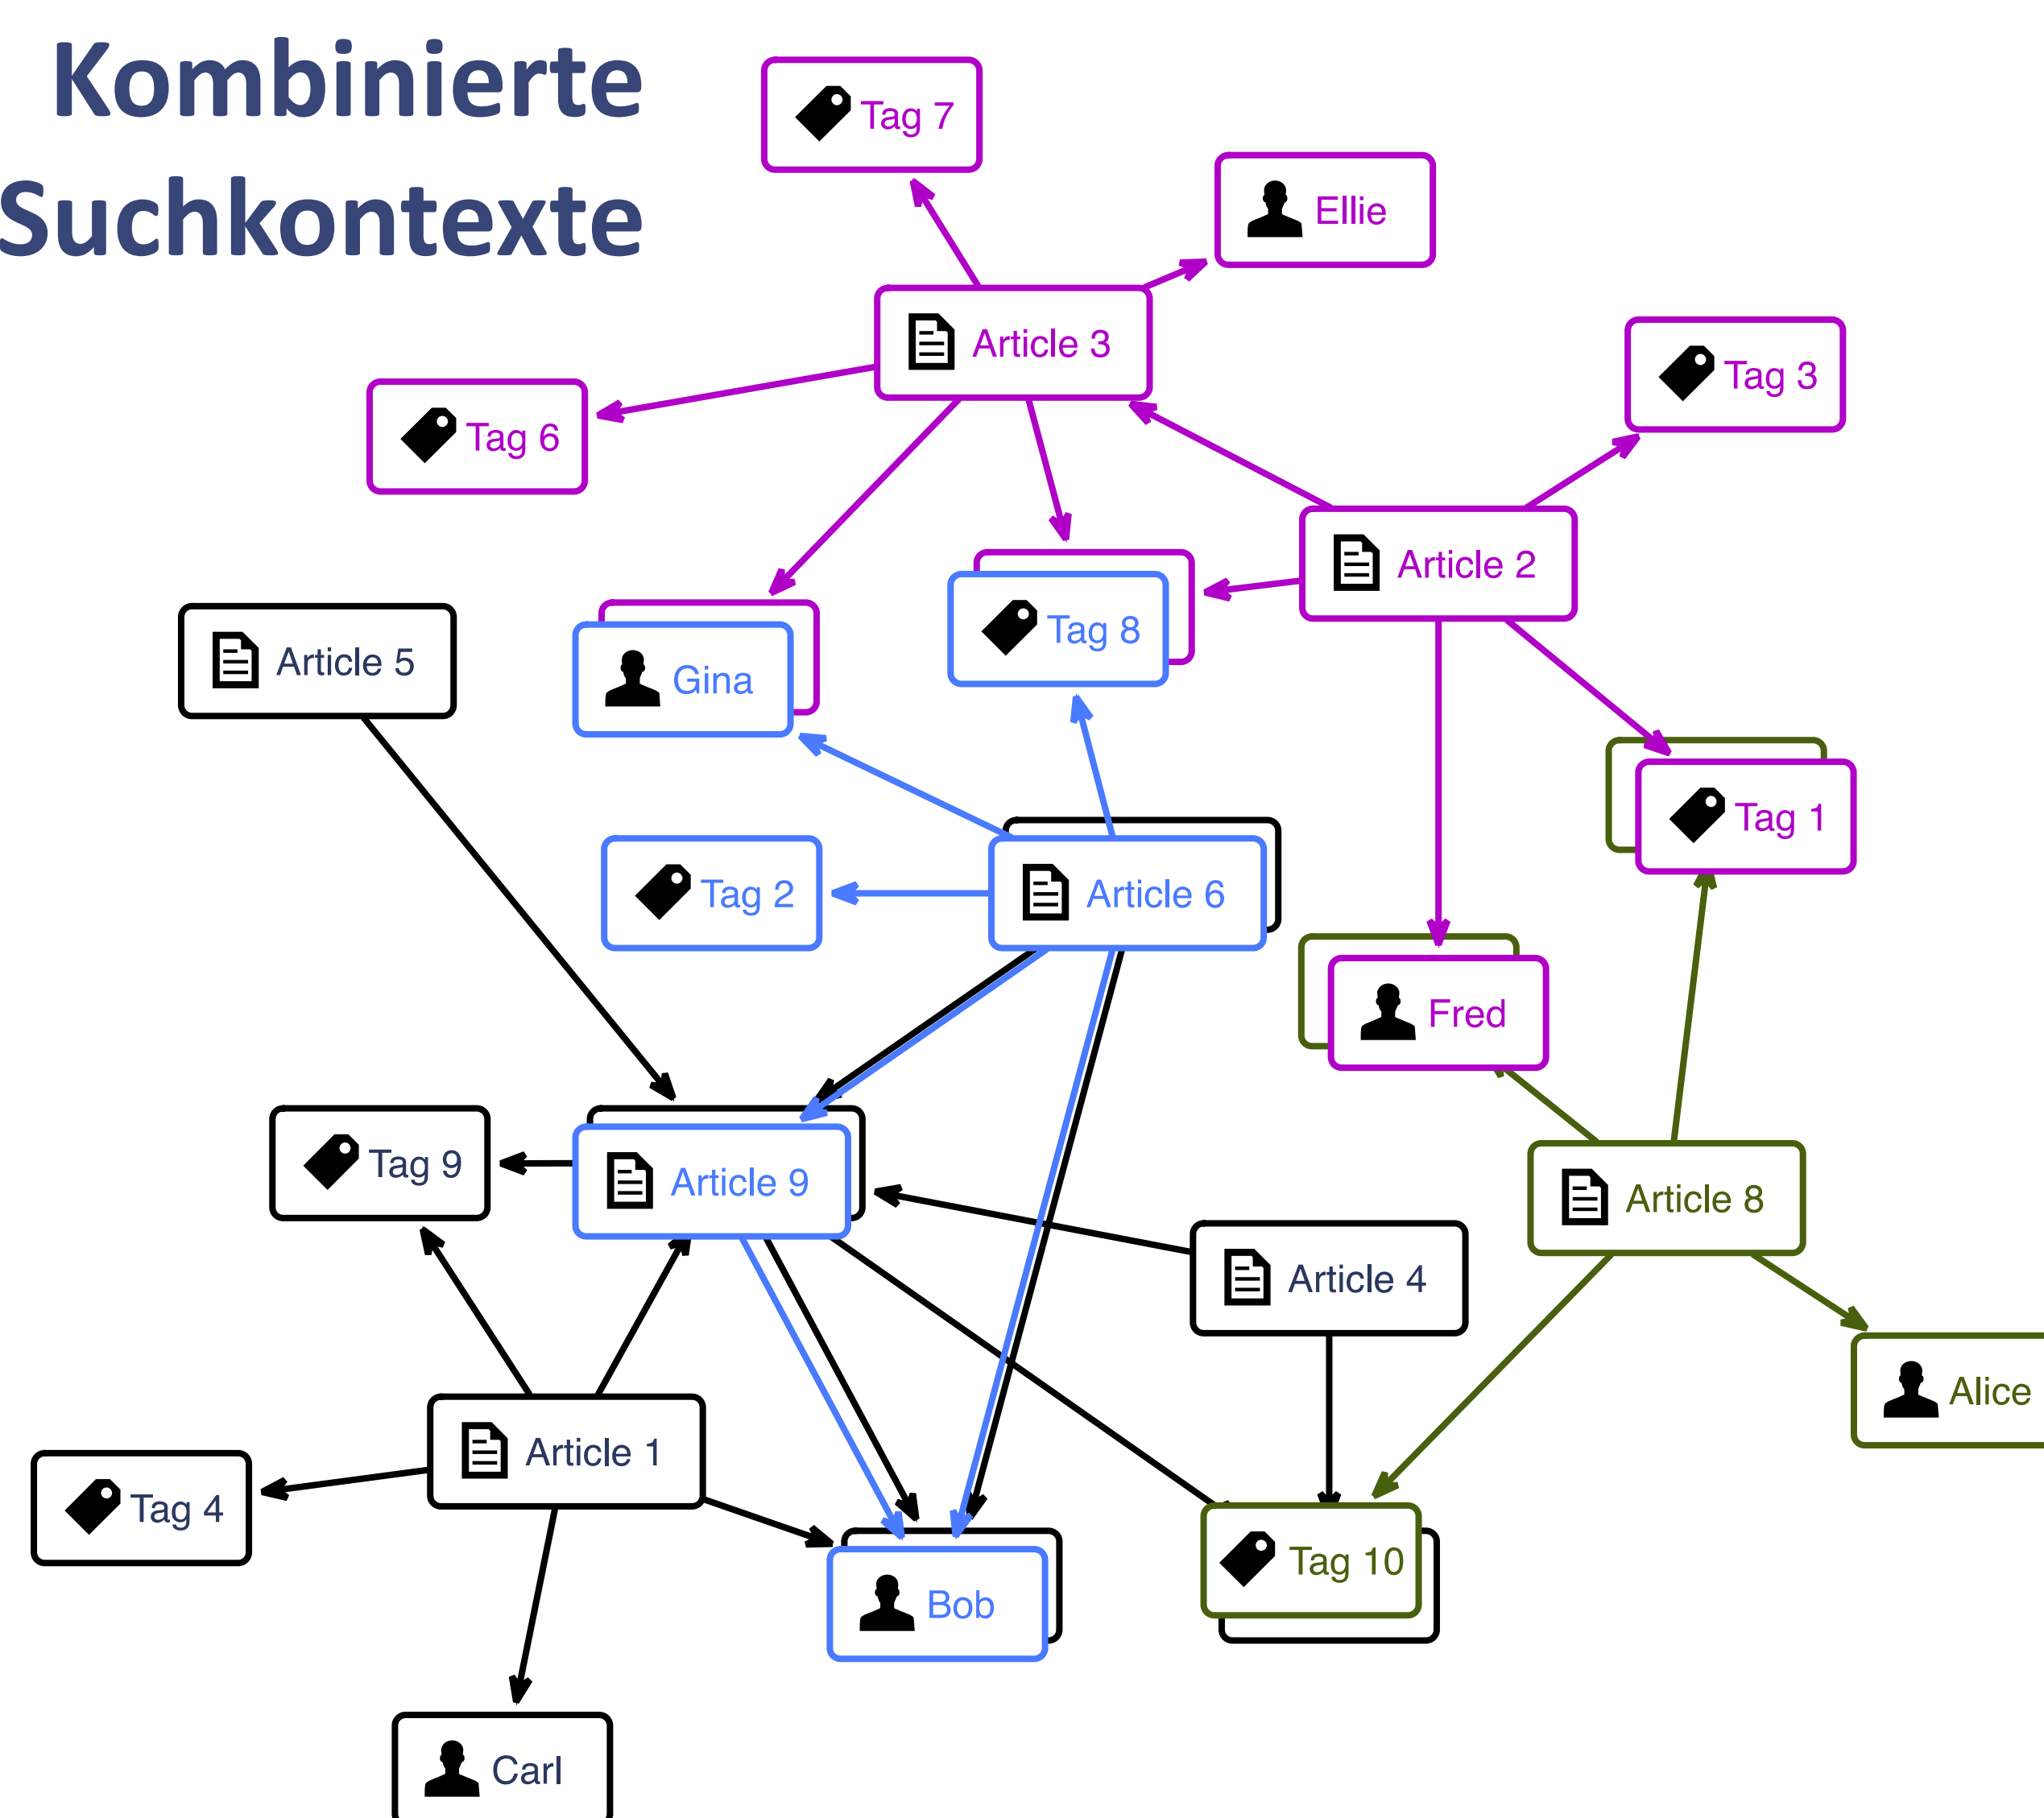 Kombinierte
Suchkontexte
Tag 7
Ellie
Article 3
Tag 3
Tag 6
Article 2
Tag 8
Article 5
Gina
Tag 1
Tag 2
Article 6
Fred
Tag 9
Article 9
Article 8
Article 4
Alice
Article 1
Tag 4
Tag 10
Bob
Carl